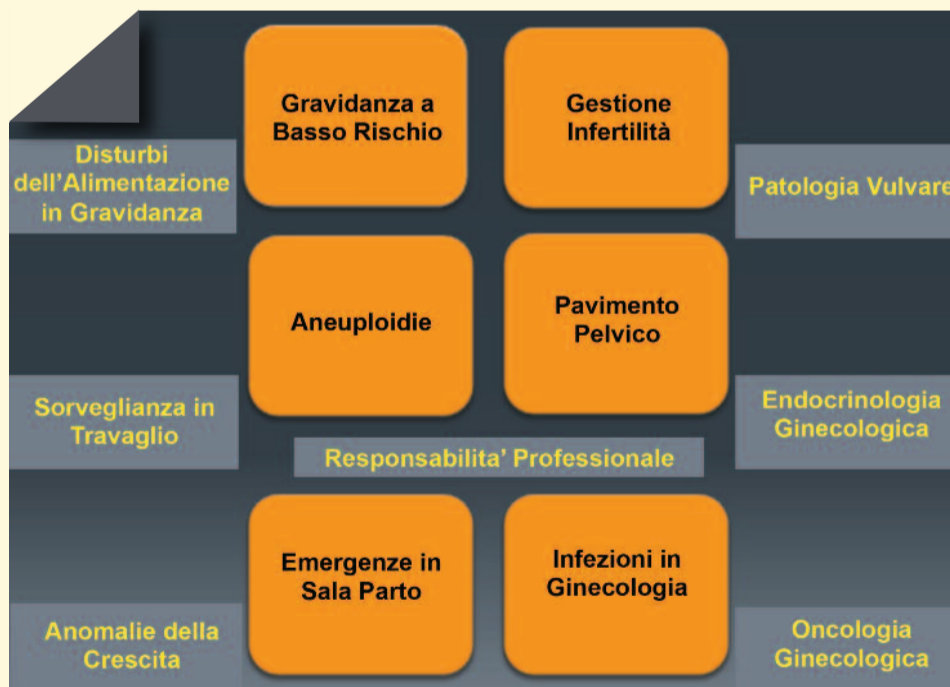 Gravidanza a
Basso Rischio
Gestione
Infertilità
Disturbi
dell'Alimentazione
in Gravidanza
Patologia Vulvare
Aneuploidie
Pavimento
Pelvico
Sorveglianza in
Travaglio
Endocrinologia
Ginecologica
Responsabilita' Professionale
Emergenze in
Sala Parto
Infezioni in
Ginecologia
Anomalie della
Crescita
Oncologia
Ginecologica